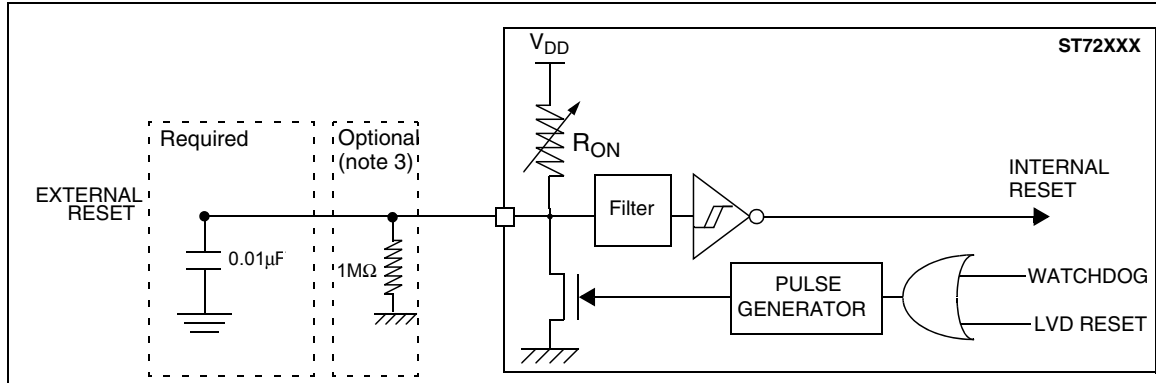 V_DD
ST72XXX
Required
Optional
(note 3)
R_ON
EXTERNAL
RESET
Filter
INTERNAL
RESET
0.01µF
1MΩ
PULSE
GENERATOR
WATCHDOG
LVD RESET